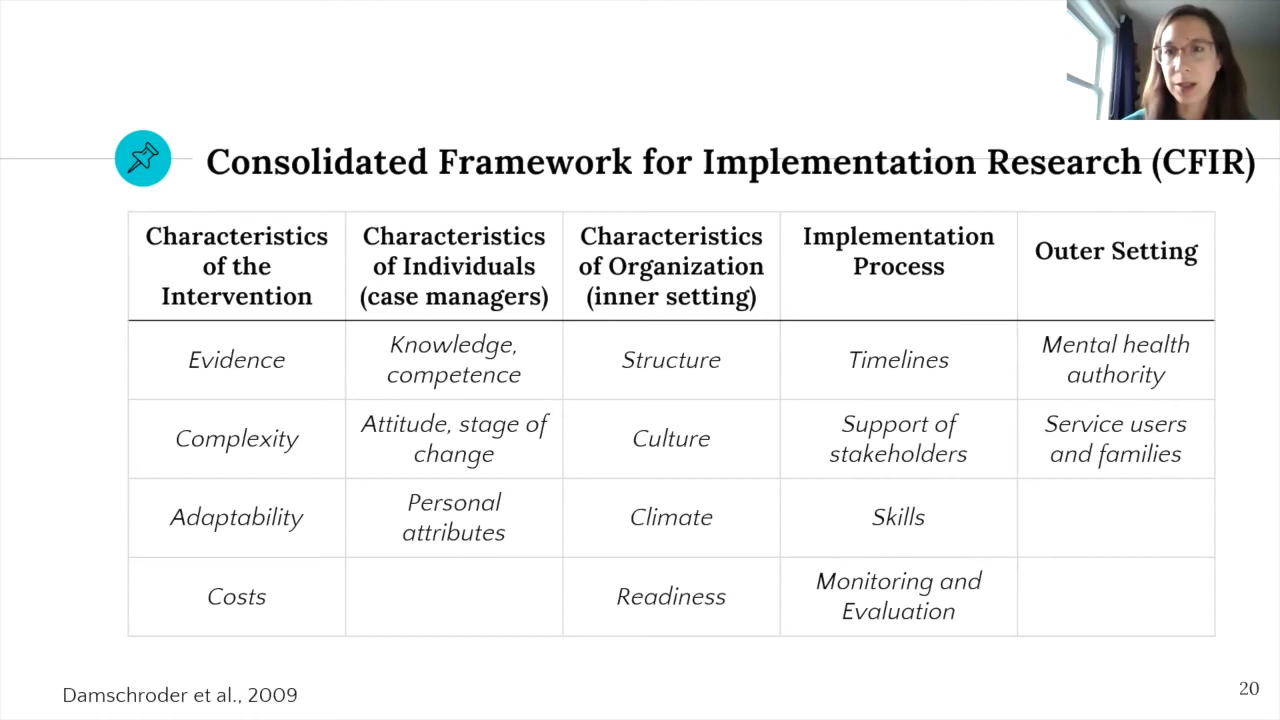 Consolidated Framework for Implementation Research (CFIR)
Characteristics
of the
Intervention
Characteristics
of Individuals
(case managers)
Characteristics
of Organization
(inner setting)
Implementation
Process
Outer Setting
Evidence
Knowledge,
competence
Structure
Timelines
Mental health
authority
Complexity
Attitude, stage of
change
Culture
Support of
stakeholders
Service users
and families
Adaptability
Personal
attributes
Climate
Skills
Costs
Readiness
Monitoring and
Evaluation
Damschroder et al., 2009
20